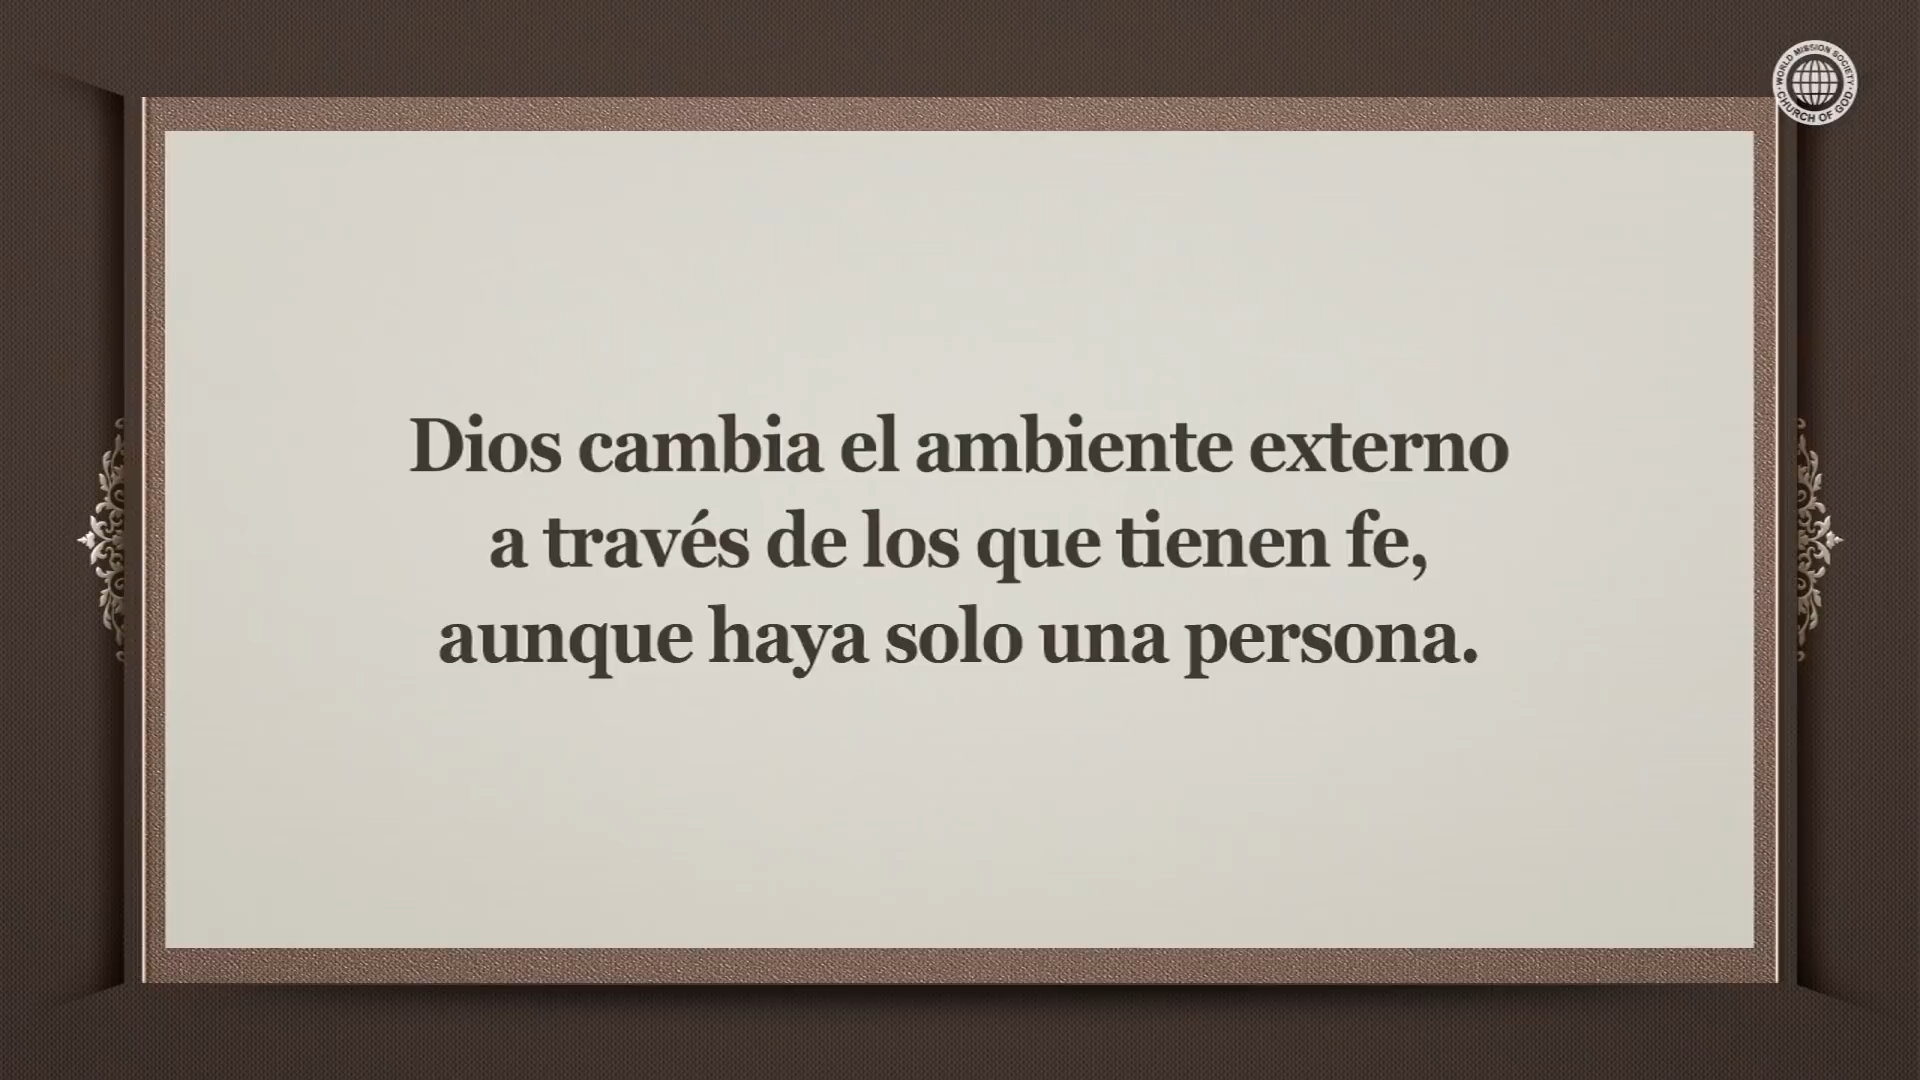 WORLD MISSION SOCIETY
CHURCH OF GOD
Dios cambia el ambiente externo
a través de los que tienen fe,
aunque haya solo una persona.